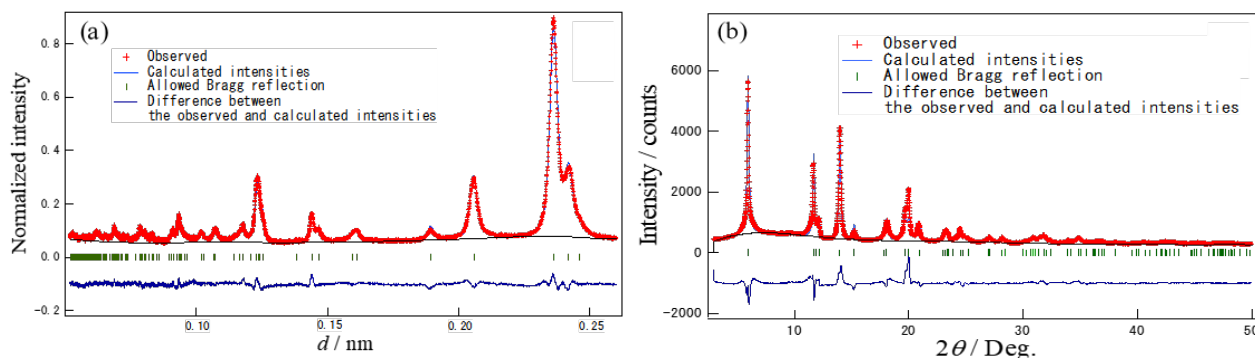 (a)
Observed
Calculated intensities
Allowed Bragg reflection
Difference between
the observed and calculated intensities
Normalized intensity
0.8
0.6
0.4
0.2
0.0
-0.2
0.10
0.15
0.20
0.25
d / nm
(b)
Observed
Calculated intensities
Allowed Bragg reflection
Difference between
the observed and calculated intensities
Intensity / counts
6000
4000
2000
0
-2000
10
20
30
40
50
2θ / Deg.